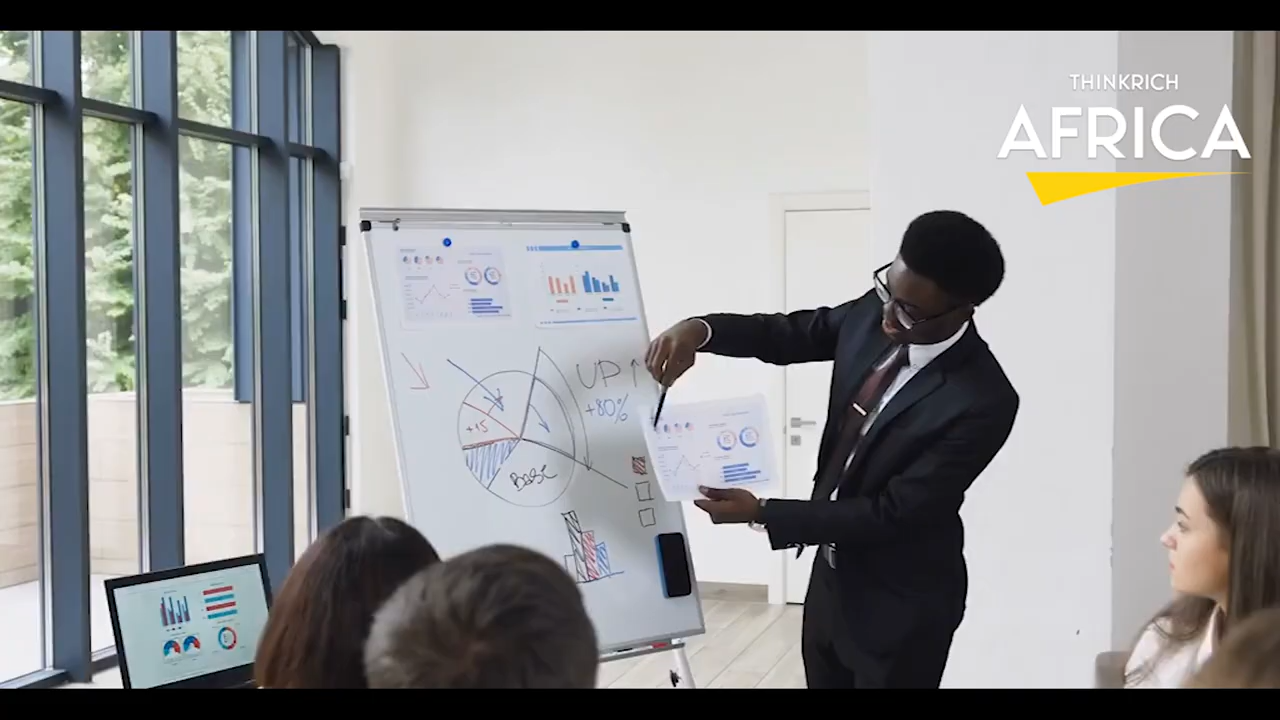 THINKRICH
AFRICA
UP ↑
+80%
+15
BASE